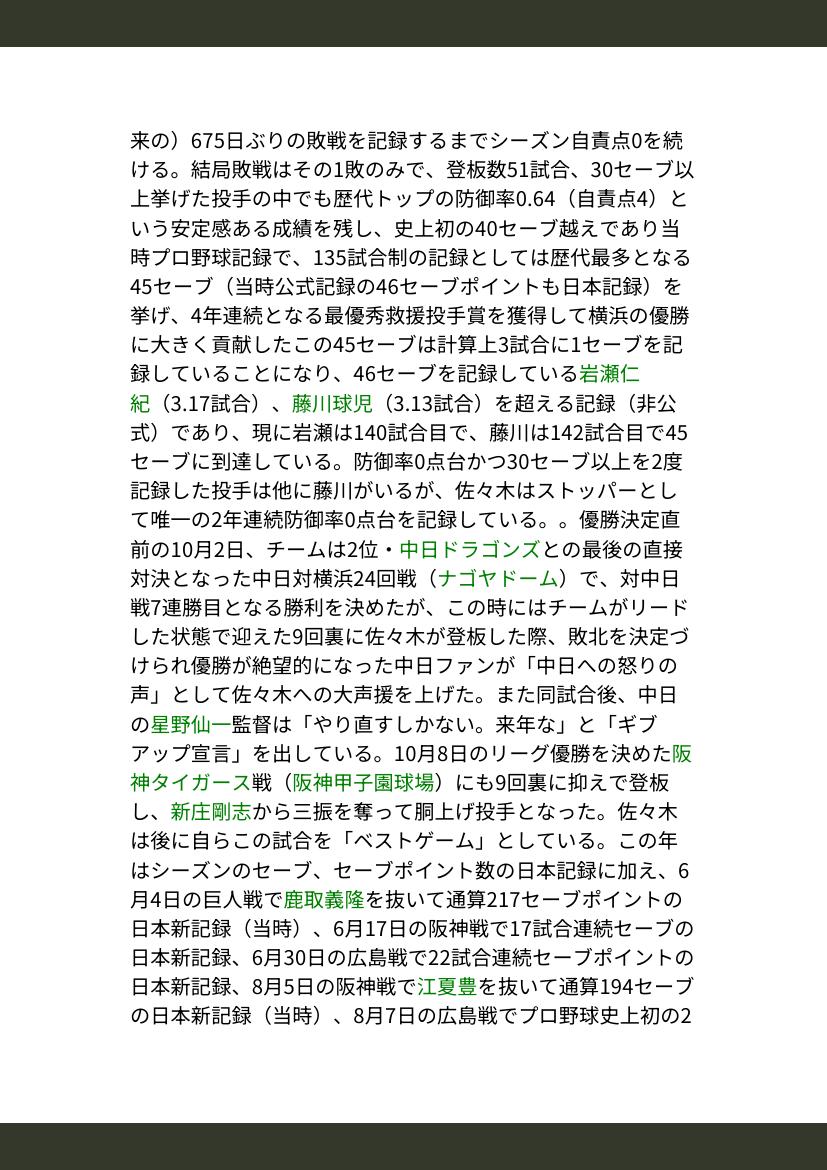 来の）675日ぶりの敗戦を記録するまでシーズン自責点0を続
ける。結局敗戦はその1敗のみで、登板数51試合、30セーブ以
上挙げた投手の中でも歴代トップの防御率0.64（自責点4）と
いう安定感ある成績を残し、史上初の40セーブ越えであり当
時プロ野球記録で、135試合制の記録としては歴代最多となる
45セーブ（当時公式記録の46セーブポイントも日本記録）を
挙げ、4年連続となる最優秀救援投手賞を獲得して横浜の優勝
に大きく貢献したこの45セーブは計算上3試合に1セーブを記
録していることになり、46セーブを記録している岩瀬仁
紀（3.17試合）、藤川球児（3.13試合）を超える記録（非公
式）であり、現に岩瀬は140試合目で、藤川は142試合目で45
セーブに到達している。防御率0点台かつ30セーブ以上を2度
記録した投手は他に藤川がいるが、佐々木はストッパーとし
て唯一の2年連続防御率0点台を記録している。。優勝決定直
前の10月2日、チームは2位・中日ドラゴンズとの最後の直接
対決となった中日対横浜24回戦（ナゴヤドーム）で、対中日
戦7連勝目となる勝利を決めたが、この時にはチームがリード
した状態で迎えた9回裏に佐々木が登板した際、敗北を決定づ
けられ優勝が絶望的になった中日ファンが「中日への怒りの
声」として佐々木への大声援を上げた。また同試合後、中日
の星野仙一監督は「やり直すしかない。来年な」と「ギブ
アップ宣言」を出している。10月8日のリーグ優勝を決めた阪
神タイガース戦（阪神甲子園球場）にも9回裏に抑えで登板
し、新庄剛志から三振を奪って胴上げ投手となった。佐々木
は後に自らこの試合を「ベストゲーム」としている。この年
はシーズンのセーブ、セーブポイント数の日本記録に加え、6
月4日の巨人戦で鹿取義隆を抜いて通算217セーブポイントの
日本新記録（当時）、6月17日の阪神戦で17試合連続セーブの
日本新記録、6月30日の広島戦で22試合連続セーブポイントの
日本新記録、8月5日の阪神戦で江夏豊を抜いて通算194セーブ
の日本新記録（当時）、8月7日の広島戦でプロ野球史上初の2